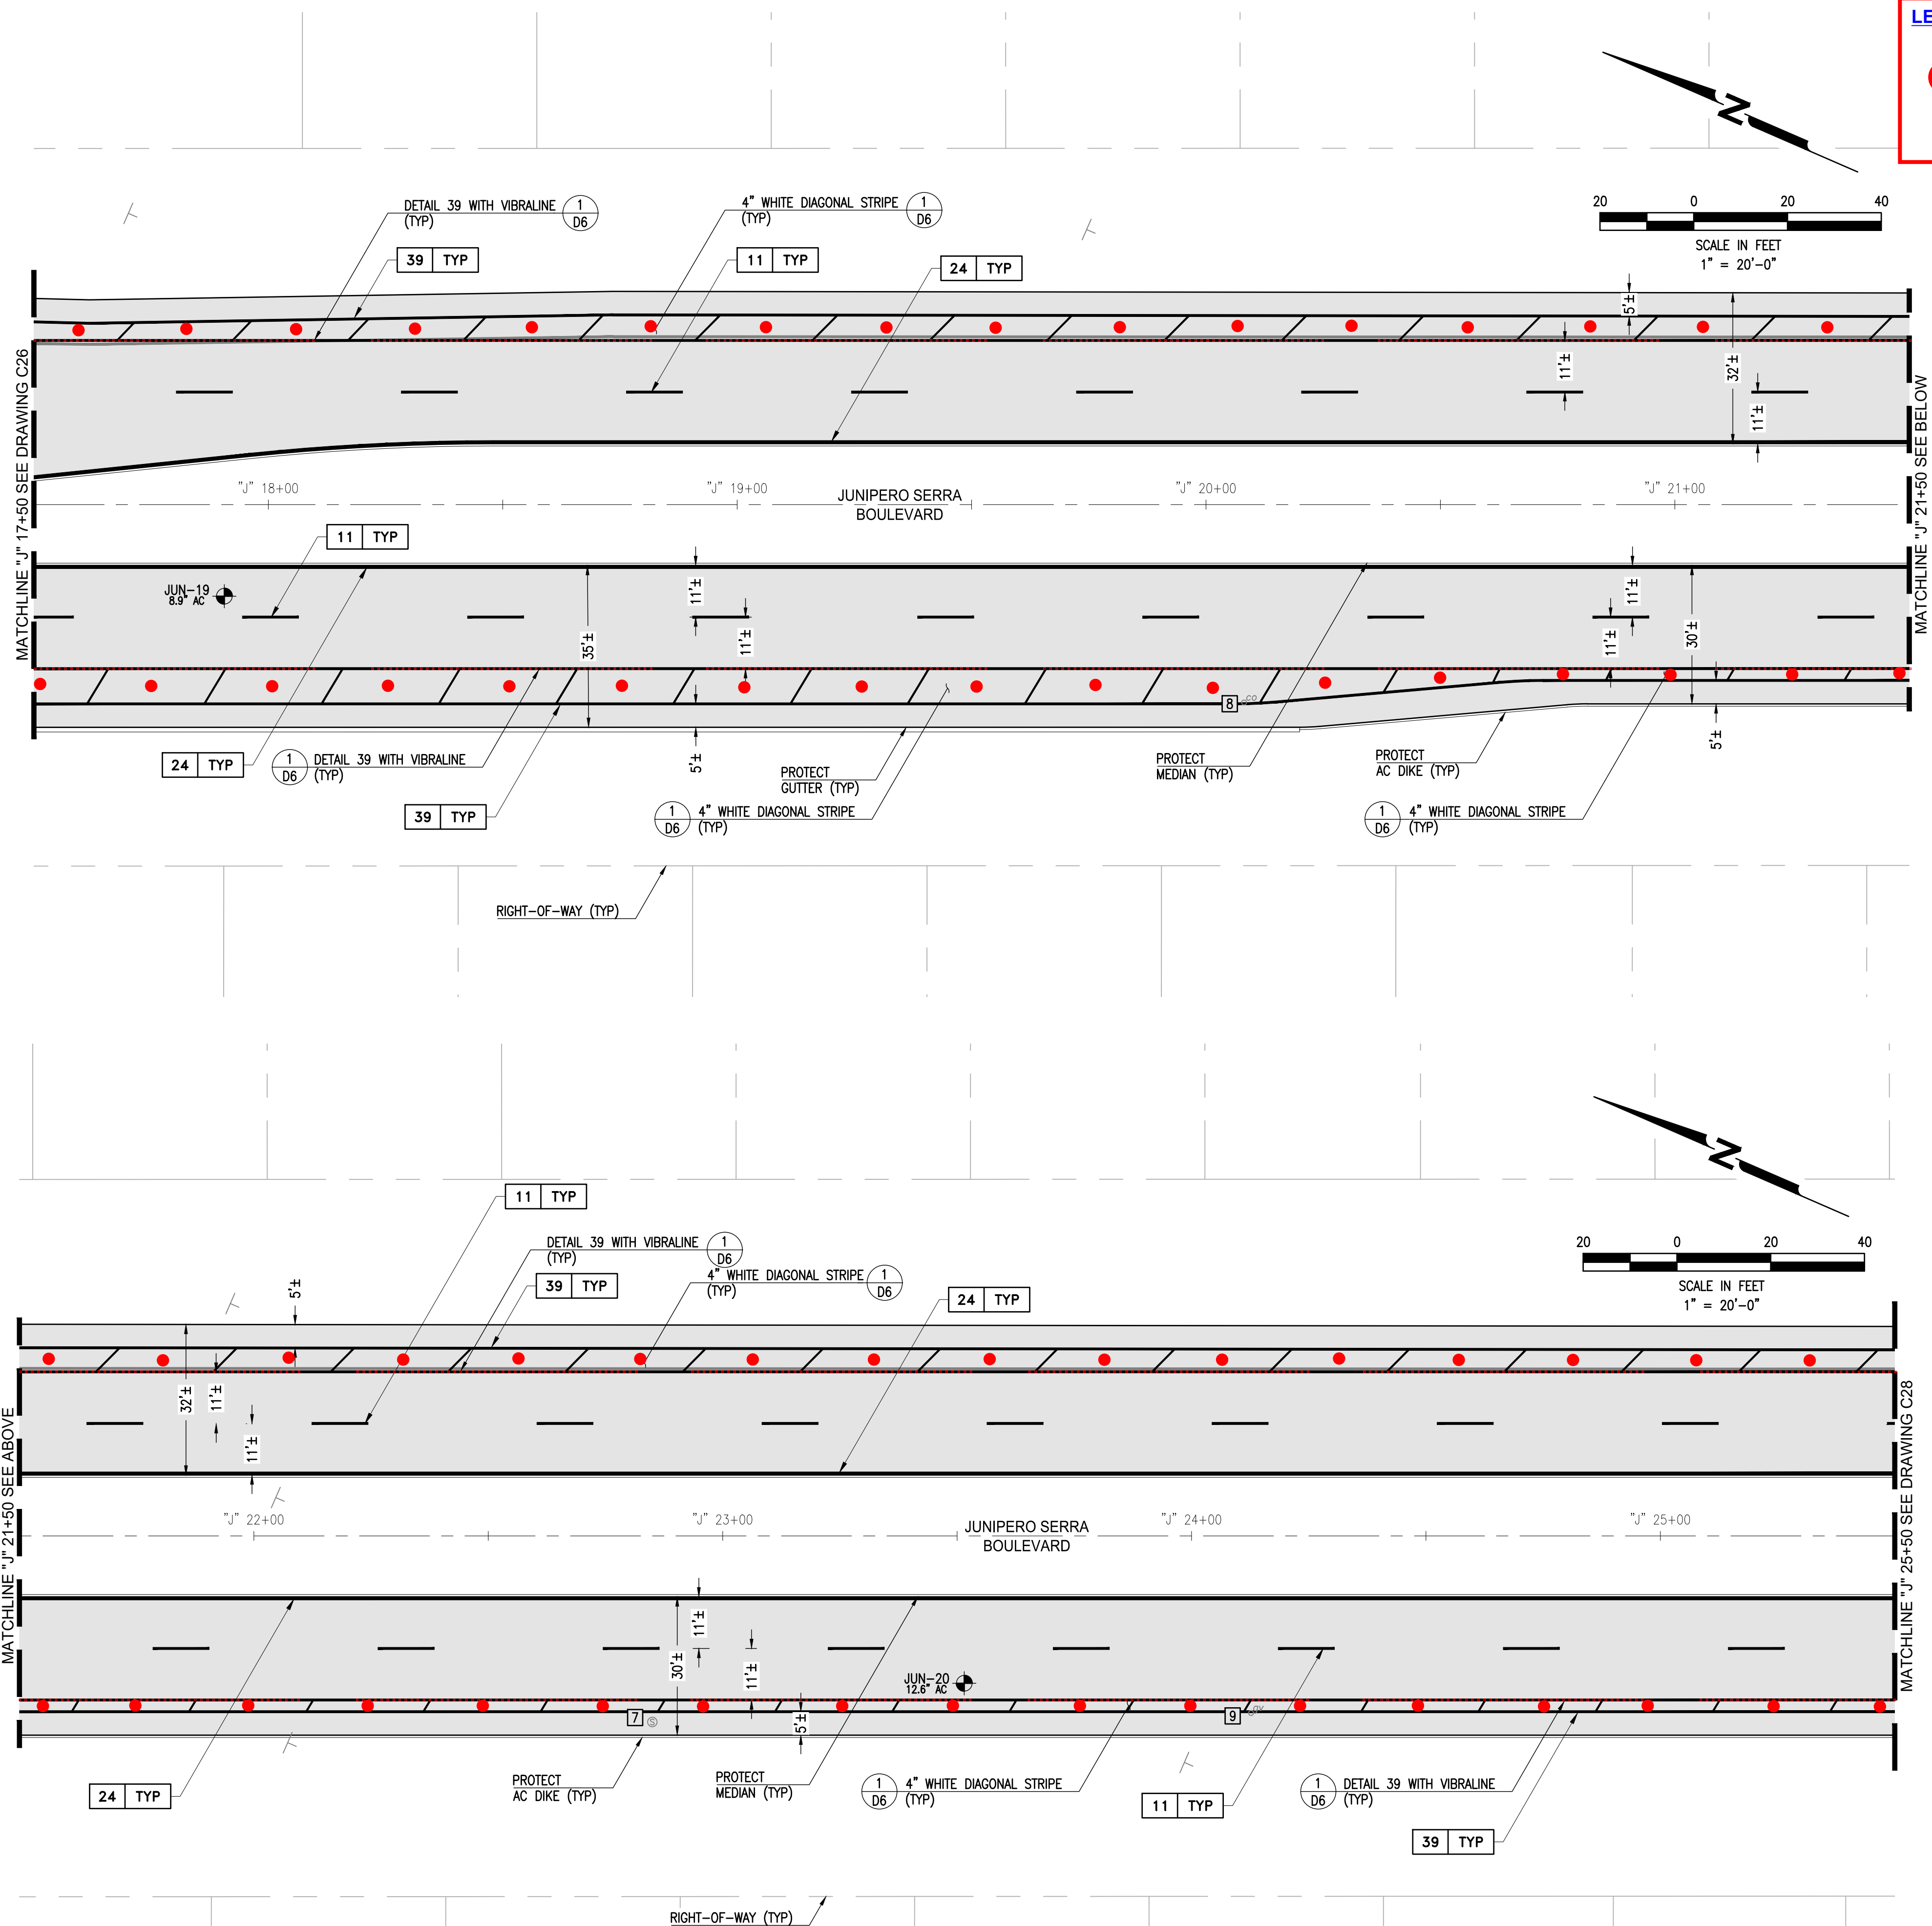 LE
N
20 0 20 40
SCALE IN FEET
1" = 20'-0"
DETAIL 39 WITH VIBRALINE
(TYP)
1
D6
4" WHITE DIAGONAL STRIPE
(TYP)
1
D6
39 TYP
11 TYP
24 TYP
5'±
11'±
32'±
11'±
MATCHLINE "J" 17+50 SEE DRAWING C26
MATCHLINE "J" 21+50 SEE BELOW
"J" 18+00
"J" 19+00
JUNIPERO SERRA
BOULEVARD
"J" 20+00
"J" 21+00
11 TYP
JUN-19
8.9" AC
11'±
11'±
35'±
11'±
11'±
30'±
8
CO
24 TYP
1
D6
DETAIL 39 WITH VIBRALINE
(TYP)
5'±
PROTECT
GUTTER (TYP)
PROTECT
MEDIAN (TYP)
PROTECT
AC DIKE (TYP)
5'±
39 TYP
1
D6
4" WHITE DIAGONAL STRIPE
(TYP)
1
D6
4" WHITE DIAGONAL STRIPE
(TYP)
RIGHT-OF-WAY (TYP)
N
20 0 20 40
SCALE IN FEET
1" = 20'-0"
11 TYP
DETAIL 39 WITH VIBRALINE
(TYP)
1
D6
39 TYP
4" WHITE DIAGONAL STRIPE
(TYP)
1
D6
24 TYP
5'±
32'±
11'±
11'±
MATCHLINE "J" 21+50 SEE ABOVE
MATCHLINE "J" 25+50 SEE DRAWING C28
"J" 22+00
"J" 23+00
JUNIPERO SERRA
BOULEVARD
"J" 24+00
"J" 25+00
11'±
30'±
11'±
JUN-20
12.6" AC
5'±
7
S
9
24 TYP
PROTECT
AC DIKE (TYP)
PROTECT
MEDIAN (TYP)
1
D6
4" WHITE DIAGONAL STRIPE
(TYP)
11 TYP
1
D6
DETAIL 39 WITH VIBRALINE
(TYP)
39 TYP
RIGHT-OF-WAY (TYP)